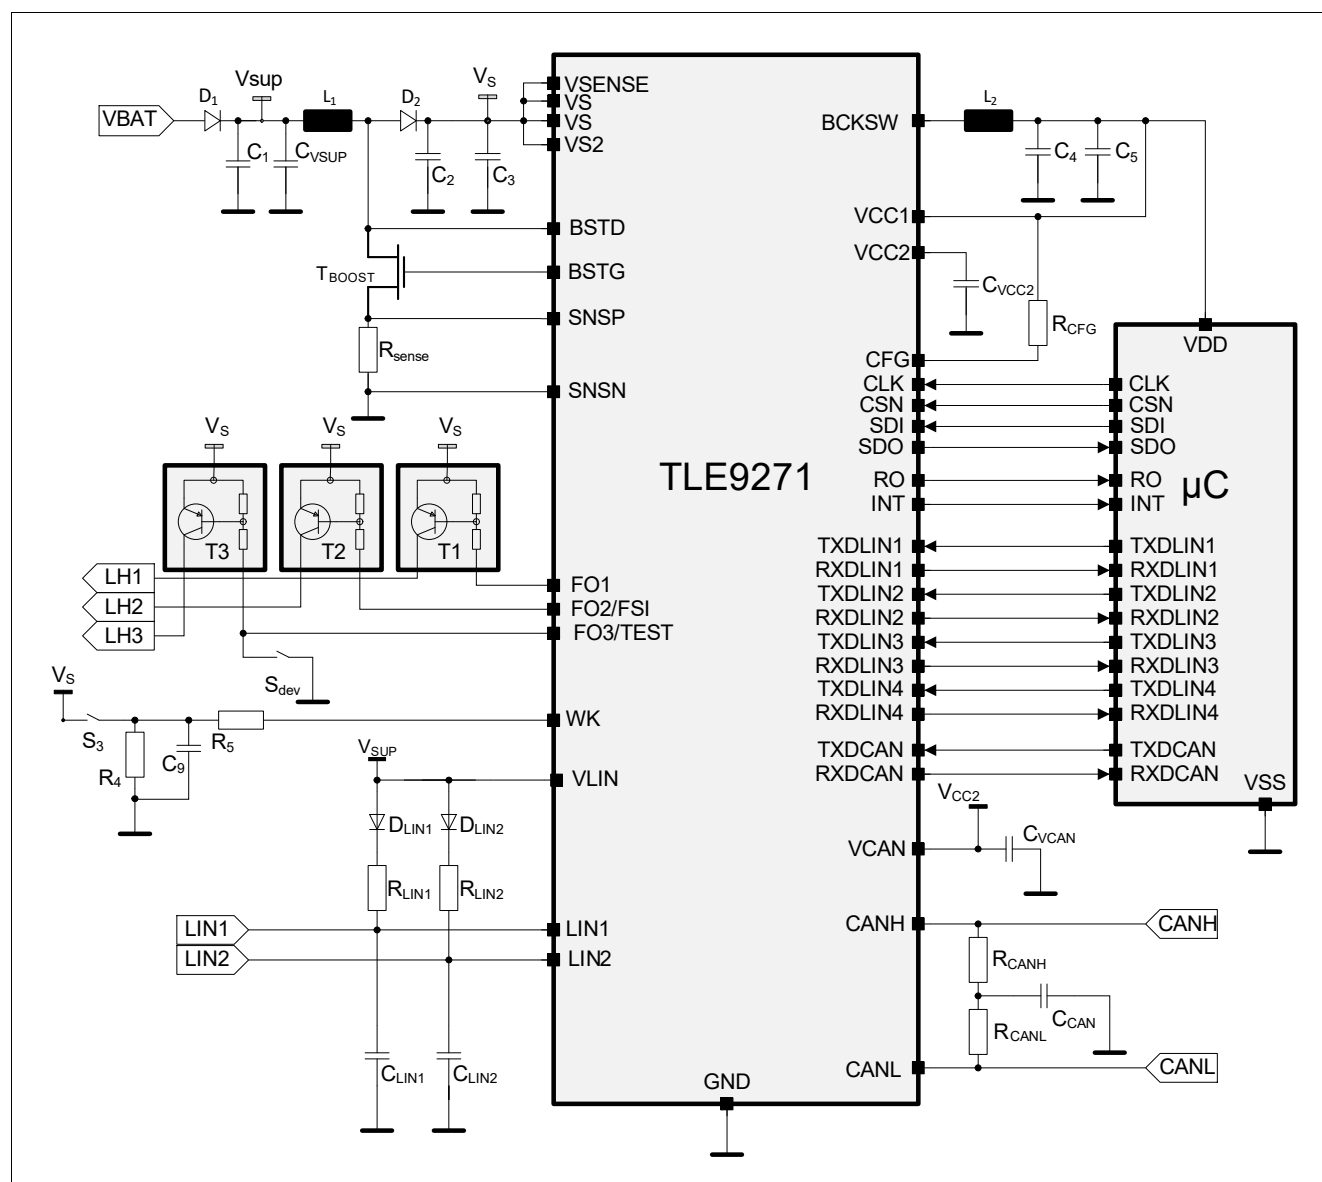 Vsup
VBAT
D1
L1
D2
VS
C1
CVSUP
C2
C3
VSENSE
VS
VS
VS2
BSTD
BSTG
SNSP
SNSN
TBOOST
Rsense
VS
VS
VS
T3
T2
T1
LH1
LH2
LH3
FO1
FO2/FSI
FO3/TEST
Sdev
VS
S3
R4
C9
R5
WK
VSUP
VLIN
DLIN1
DLIN2
RLIN1
RLIN2
LIN1
LIN2
LIN1
LIN2
CLIN1
CLIN2
TLE9271
GND
BCKSW
L2
C4
C5
VCC1
VCC2
CVCC2
RCFG
CFG
CLK
CSN
SDI
SDO
RO
INT
TXDLIN1
RXDLIN1
TXDLIN2
RXDLIN2
TXDLIN3
RXDLIN3
TXDLIN4
RXDLIN4
TXDCAN
RXDCAN
VDD
CLK
CSN
SDI
SDO
RO
INT
µC
TXDLIN1
RXDLIN1
TXDLIN2
RXDLIN2
TXDLIN3
RXDLIN3
TXDLIN4
RXDLIN4
TXDCAN
RXDCAN
VSS
VCC2
VCAN
CVCAN
CANH
CANH
RCANH
CCAN
RCANL
CANL
CANL